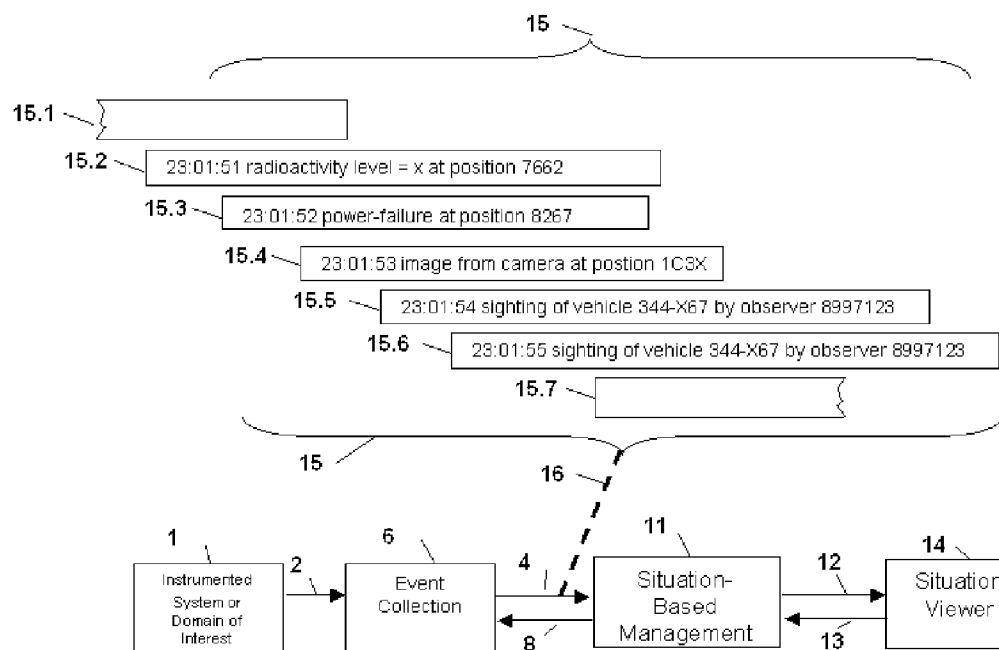 15
15.1
15.2
23:01:51 radioactivity level = x at position 7662
15.3
23:01:52 power-failure at position 8267
15.4
23:01:53 image from camera at postion 1C3X
15.5
23:01:54 sighting of vehicle 344-X67 by observer 8997123
15.6
23:01:55 sighting of vehicle 344-X67 by observer 8997123
15.7
15
16
1
2
6
4
11
12
14
Instrumented
System or
Domain of
Interest
Event
Collection
Situation-
Based
Management
Situation
Viewer
8
13